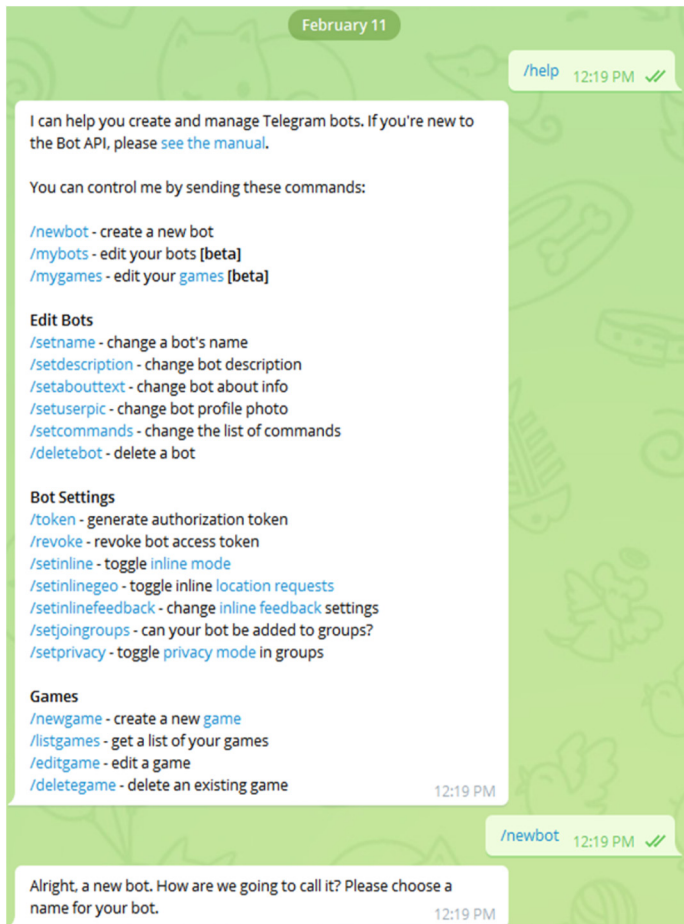 February 11
/help 12:19 PM
I can help you create and manage Telegram bots. If you're new to
the Bot API, please see the manual.
You can control me by sending these commands:
/newbot - create a new bot
/mybots - edit your bots [beta]
/mygames - edit your games [beta]
Edit Bots
/setname - change a bot's name
/setdescription - change bot description
/setabouttext - change bot about info
/setuserpic - change bot profile photo
/setcommands - change the list of commands
/deletebot - delete a bot
Bot Settings
/token - generate authorization token
/revoke - revoke bot access token
/setinline - toggle inline mode
/setinlinegeo - toggle inline location requests
/setinlinefeedback - change inline feedback settings
/setjoingroups - can your bot be added to groups?
/setprivacy - toggle privacy mode in groups
Games
/newgame - create a new game
/listgames - get a list of your games
/editgame - edit a game
/deletegame - delete an existing game
12:19 PM
/newbot 12:19 PM
Alright, a new bot. How are we going to call it? Please choose a
name for your bot.
12:19 PM